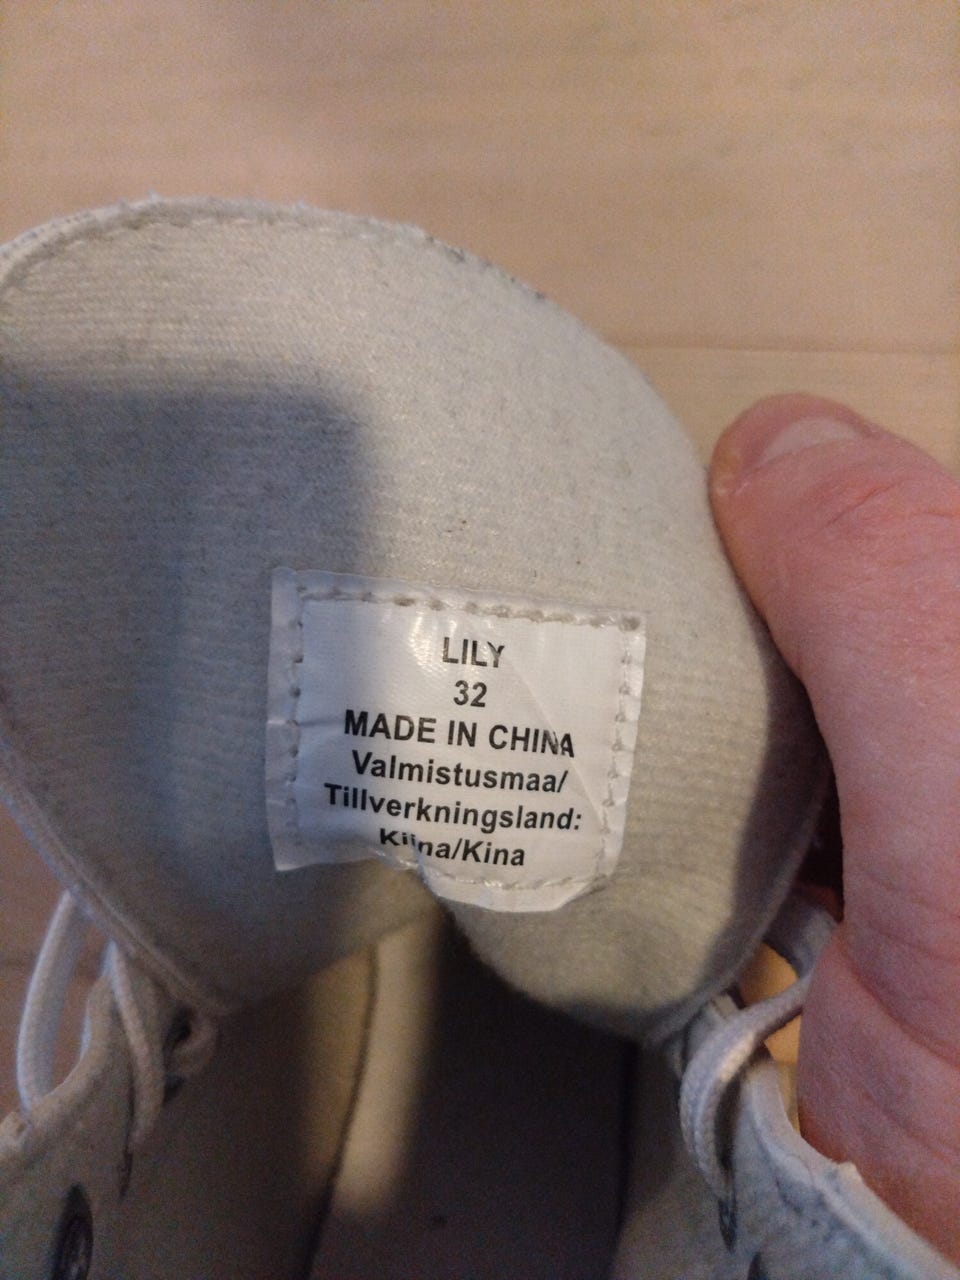 LILY
32
MADE IN CHINA
Valmistusmaa/
Tillverkningsland:
Kiina/Kina